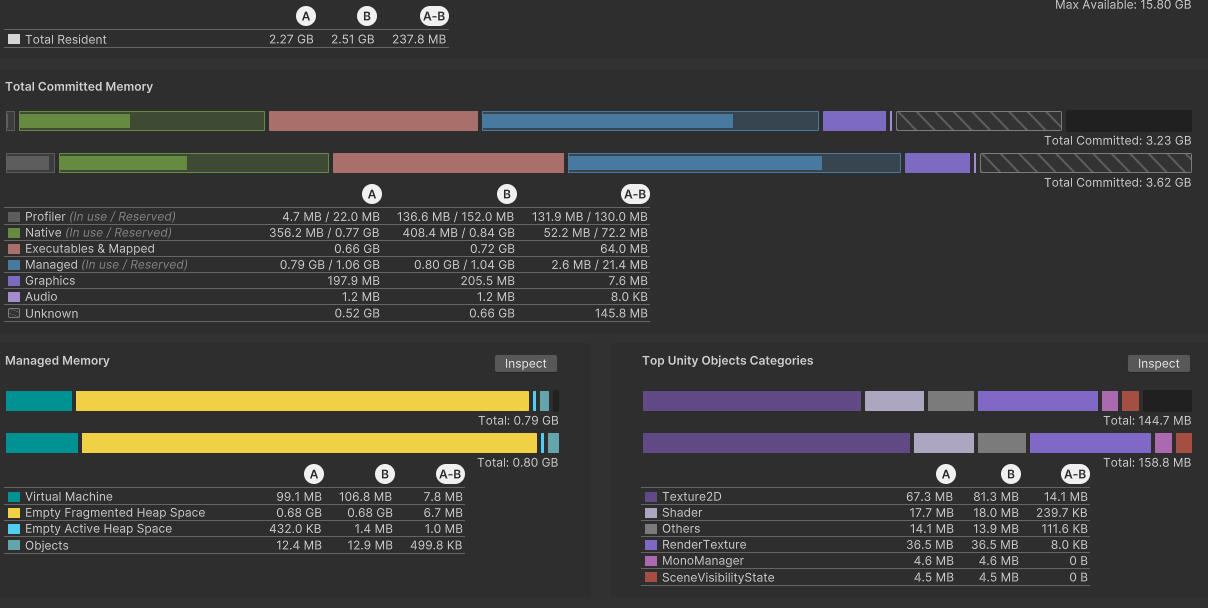 Max Available: 15.80 GB
A B A-B
Total Resident 2.27 GB 2.51 GB 237.8 MB
Total Committed Memory
Total Committed: 3.23 GB
Total Committed: 3.62 GB
A B A-B
Profiler (In use / Reserved) 4.7 MB / 22.0 MB 136.6 MB / 152.0 MB 131.9 MB / 130.0 MB
Native (In use / Reserved) 356.2 MB / 0.77 GB 408.4 MB / 0.84 GB 52.2 MB / 72.2 MB
Executables & Mapped 0.66 GB 0.72 GB 64.0 MB
Managed (In use / Reserved) 0.79 GB / 1.06 GB 0.80 GB / 1.04 GB 2.6 MB / 21.4 MB
Graphics 197.9 MB 205.5 MB 7.6 MB
Audio 1.2 MB 1.2 MB 8.0 KB
Unknown 0.52 GB 0.66 GB 145.8 MB
Managed Memory Inspect
Total: 0.79 GB
Total: 0.80 GB
A B A-B
Virtual Machine 99.1 MB 106.8 MB 7.8 MB
Empty Fragmented Heap Space 0.68 GB 0.68 GB 6.7 MB
Empty Active Heap Space 432.0 KB 1.4 MB 1.0 MB
Objects 12.4 MB 12.9 MB 499.8 KB
Top Unity Objects Categories Inspect
Total: 144.7 MB
Total: 158.8 MB
A B A-B
Texture2D 67.3 MB 81.3 MB 14.1 MB
Shader 17.7 MB 18.0 MB 239.7 KB
Others 14.1 MB 13.9 MB 111.6 KB
RenderTexture 36.5 MB 36.5 MB 8.0 KB
MonoManager 4.6 MB 4.6 MB 0 B
SceneVisibilityState 4.5 MB 4.5 MB 0 B